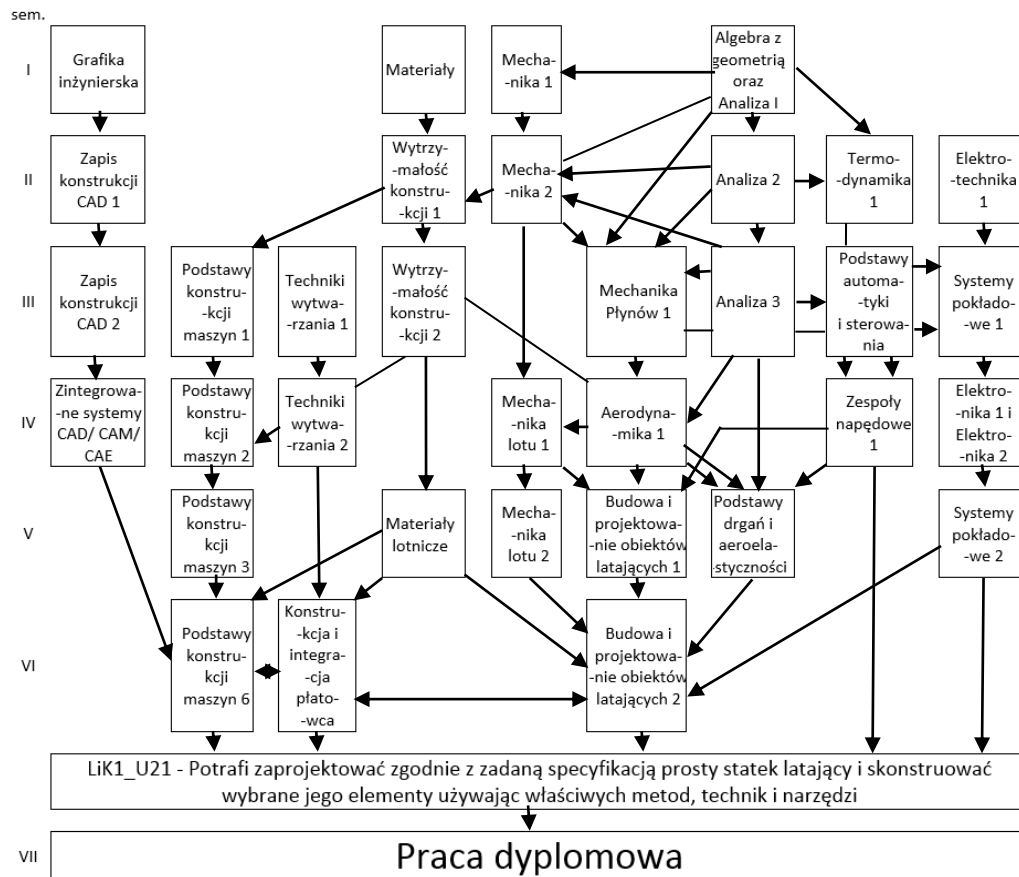 sem.
I
Grafika
inżynierska
Materiały
Mecha-
-nika 1
Algebra z
geometrią
oraz
Analiza I
II
Zapis
konstrukcji
CAD 1
Wytrzy-
-małość
konstru-
-kcji 1
Mecha-
-nika 2
Analiza 2
Termo-
-dynamika
1
Elektro-
-technika
1
III
Zapis
konstrukcji
CAD 2
Podstawy
konstru-
-kcji
maszyn 1
Techniki
wytwa-
-rzania 1
Wytrzy-
-małość
konstru-
-kcji 2
Mechanika
Płynów 1
Analiza 3
Podstawy
automa-
-tyki
i sterowa-
nia
Systemy
pokłado-
-we 1
IV
Zintegrowa-
-ne systemy
CAD/ CAM/
CAE
Podstawy
konstru-
-kcji
maszyn 2
Techniki
wytwa-
-rzania 2
Mecha-
-nika
lotu 1
Aerodyna-
-mika 1
Zespoły
napędowe
1
Elektro-
-nika 1 i
Elektro-
-nika 2
V
Podstawy
konstru-
-kcji
maszyn 3
Materiały
lotnicze
Mecha-
-nika
lotu 2
Budowa i
projektowa-
-nie obiektów
latających 1
Podstawy
drgań i
aeroela-
-styczności
Systemy
pokłado-
-we 2
VI
Podstawy
konstru-
-kcji
maszyn 6
Konstru-
-kcja i
integra-
-cja
płato-
-wca
Budowa i
projektowa-
-nie obiektów
latających 2
LiK1_U21 - Potrafi zaprojektować zgodnie z zadaną specyfikacją prosty statek latający i skonstruować
wybrane jego elementy używając właściwych metod, technik i narzędzi
VII
Praca dyplomowa